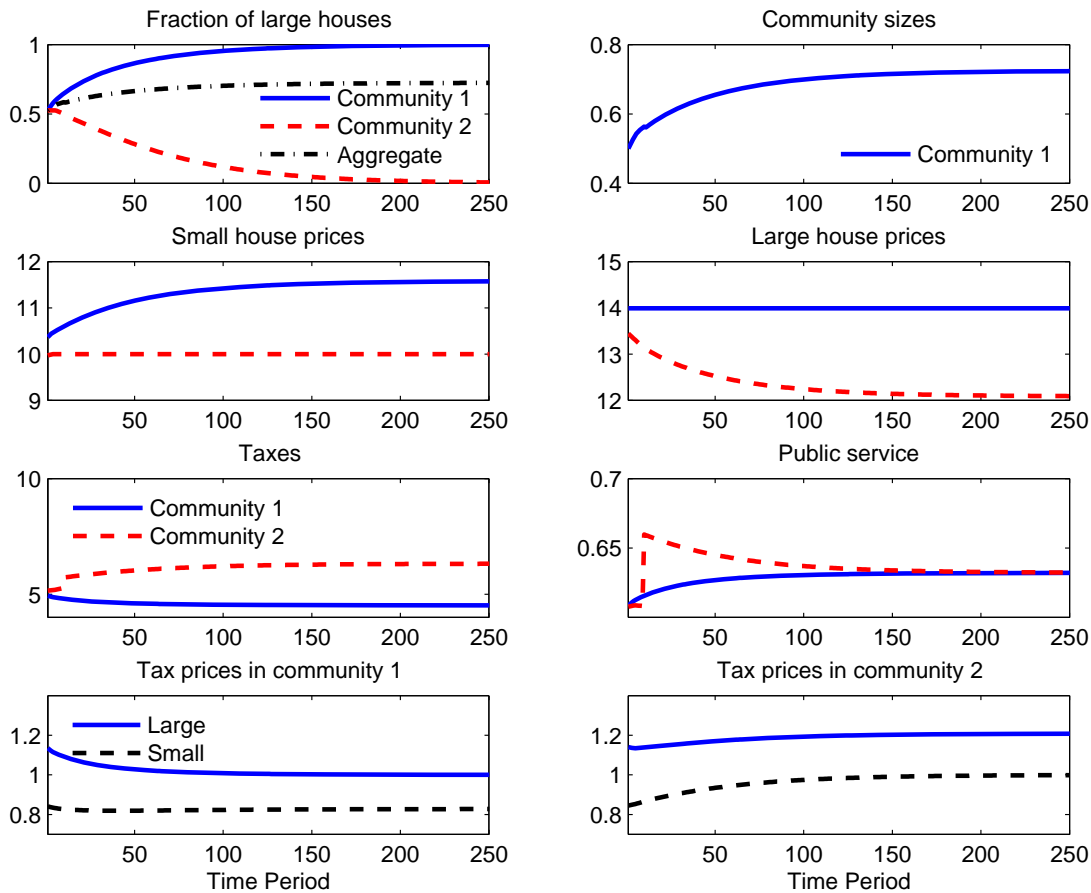 Fraction of large houses
1
0.5
0
50 100 150 200 250
Community 1
Community 2
Aggregate
Community sizes
0.8
0.6
0.4
50 100 150 200 250
Community 1
Small house prices
12
11
10
9
50 100 150 200 250
Large house prices
15
14
13
12
50 100 150 200 250
Taxes
10
5
50 100 150 200 250
Community 1
Community 2
Public service
0.7
0.65
50 100 150 200 250
Tax prices in community 1
1.2
1
0.8
50 100 150 200 250
Large
Small
Time Period
Tax prices in community 2
1.2
1
0.8
50 100 150 200 250
Time Period